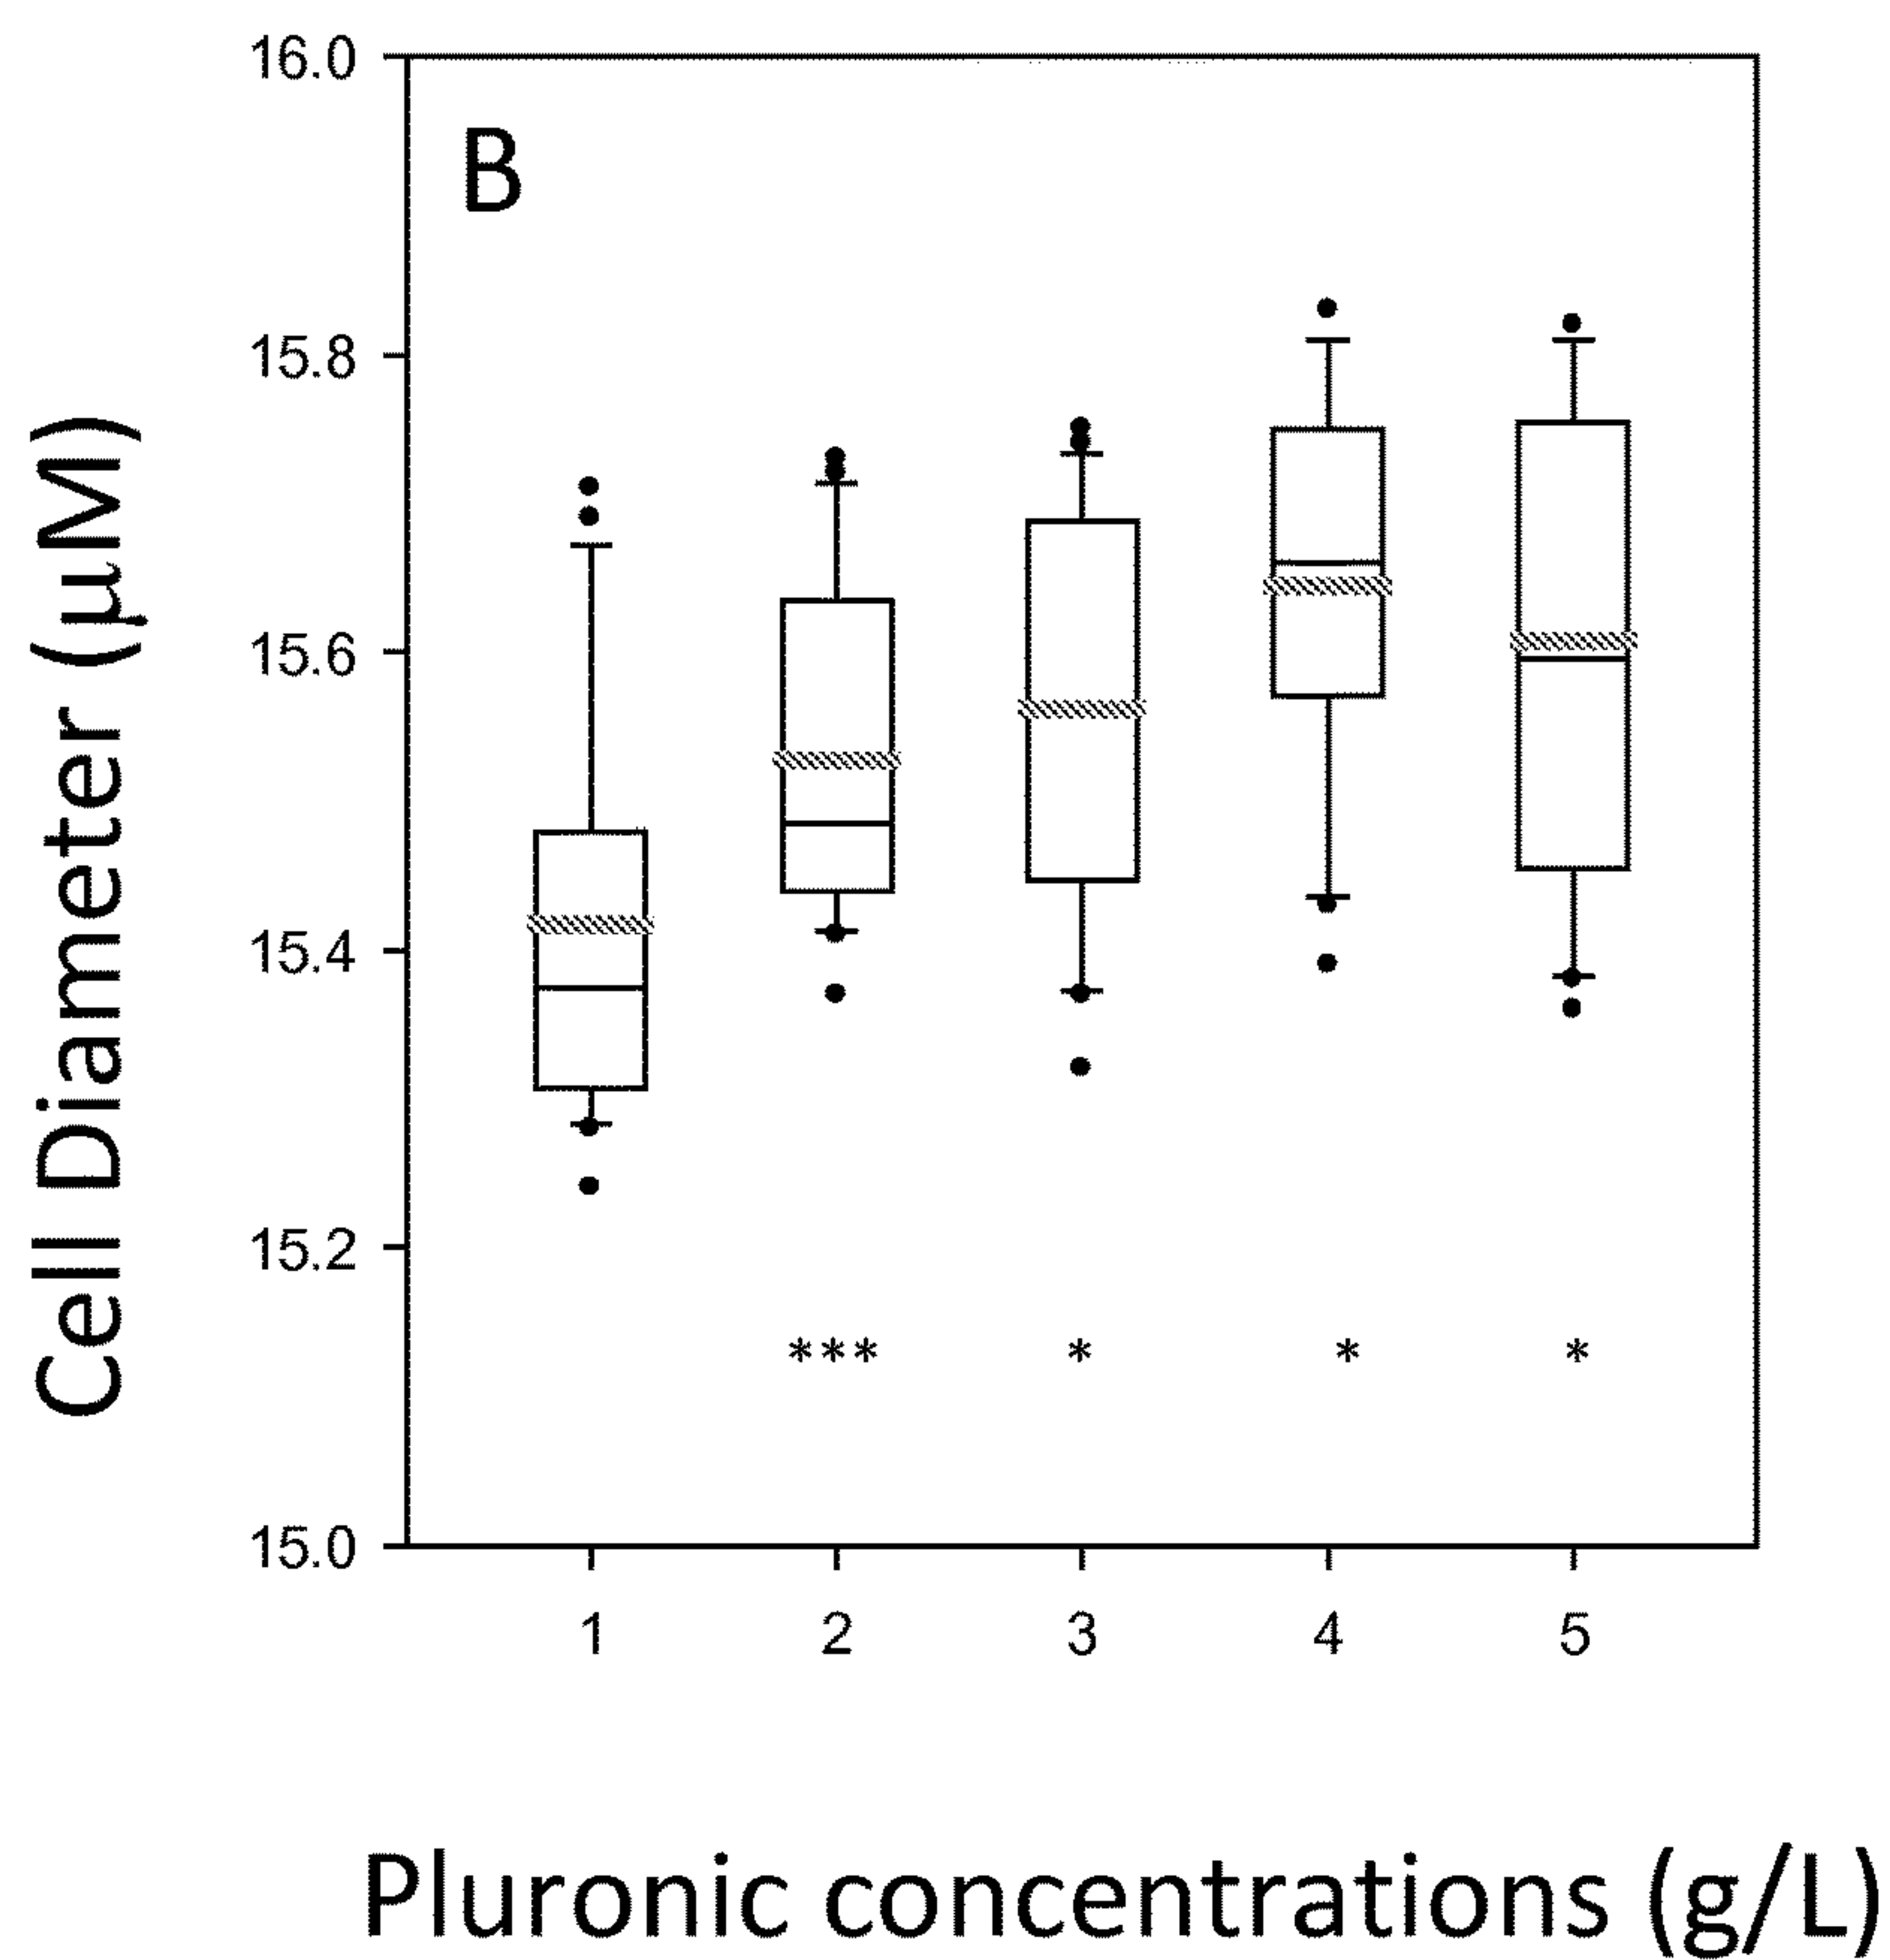 B
Cell Diameter (µM)
16.0
15.8
15.6
15.4
15.2
15.0
*** * * *
1 2 3 4 5
Pluronic concentrations (g/L)